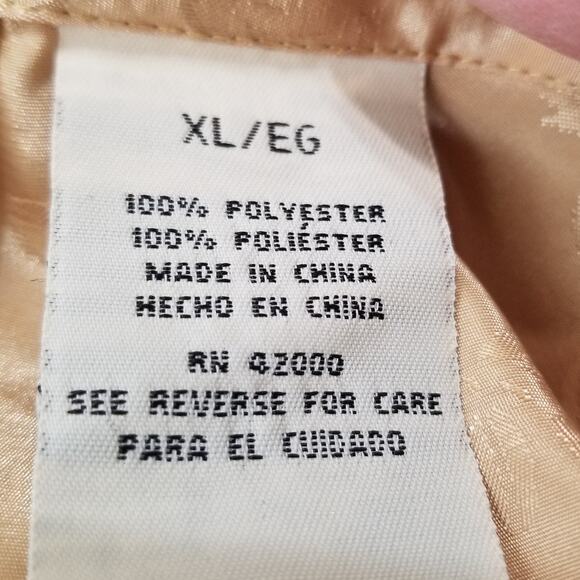 XL/EG
100% POLYESTER
100% POLIÉSTER
MADE IN CHINA
HECHO EN CHINA
RN 42000
SEE REVERSE FOR CARE
PARA EL CUIDADO